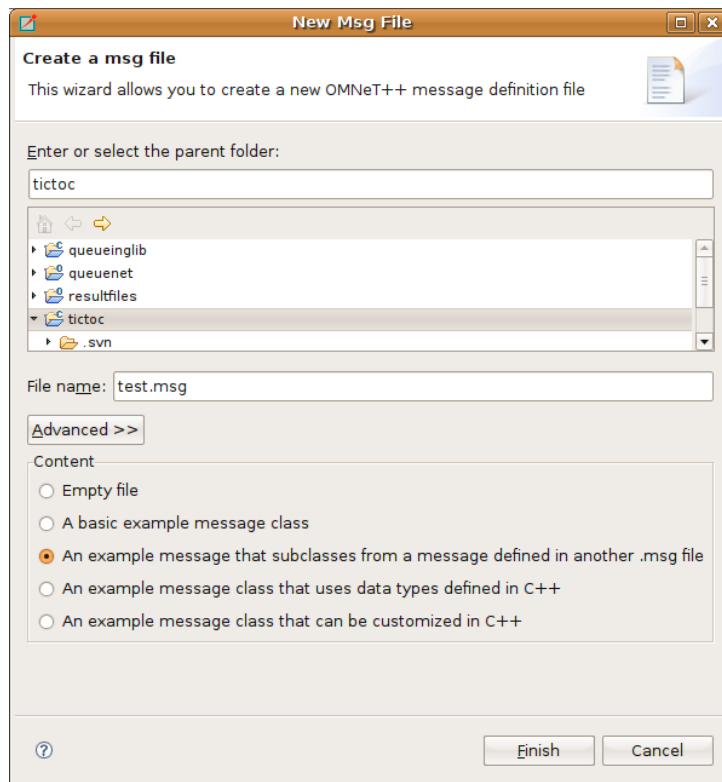 New Msg File
Create a msg file
This wizard allows you to create a new OMNeT++ message definition file
Enter or select the parent folder:
tictoc
queueinglib
queuenet
resultfiles
tictoc
.svn
File name: test.msg
Advanced >>
Content
Empty file
A basic example message class
An example message that subclasses from a message defined in another .msg file
An example message class that uses data types defined in C++
An example message class that can be customized in C++
Finish Cancel